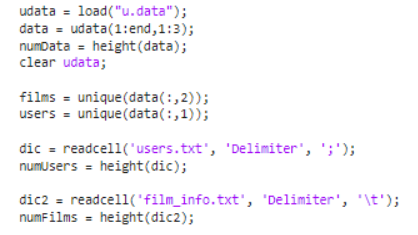 udata = load("u.data");
data = udata(1:end,1:3);
numData = height(data);
clear udata;
films = unique(data(:,2));
users = unique(data(:,1));
dic = readcell('users.txt', 'Delimiter', ';');
numUsers = height(dic);
dic2 = readcell('film_info.txt', 'Delimiter', '\t');
numFilms = height(dic2);